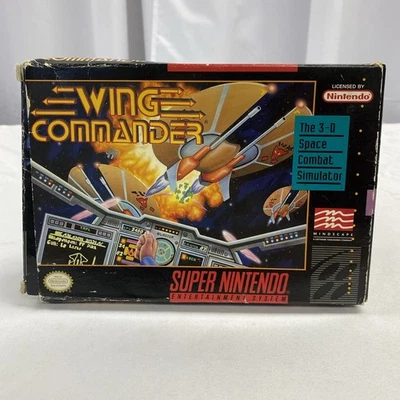 WING
COMMANDER
LICENSED BY
Nintendo
The 3-D
Space
Combat
Simulator
MINDSCAPE
SUPER NINTENDO
ENTERTAINMENT SYSTEM